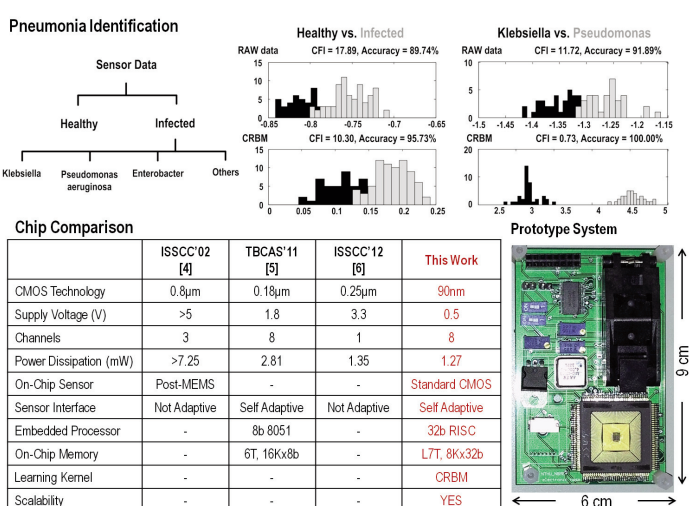 Pneumonia Identification
Sensor Data
Healthy
Infected
Klebsiella
Pseudomonas
aeruginosa
Enterobacter
Others
Healthy vs. Infected
RAW data
CFI = 17.89, Accuracy = 89.74%
15
10
5
0
-0.85
-0.8
-0.75
-0.7
-0.65
CRBM
CFI = 10.30, Accuracy = 95.73%
15
10
5
0
0
0.05
0.1
0.15
0.2
0.25
Klebsiella vs. Pseudomonas
RAW data
CFI = 11.72, Accuracy = 91.89%
10
5
0
-1.5
-1.45
-1.4
-1.35
-1.3
-1.25
-1.2
-1.15
CRBM
CFI = 0.73, Accuracy = 100.00%
20
10
0
2.5
3
3.5
4
4.5
5
Chip Comparison
ISSCC'02 [4] TBCAS'11 [5] ISSCC'12 [6] This Work
CMOS Technology 0.8μm 0.18μm 0.25μm 90nm
Supply Voltage (V) >5 1.8 3.3 0.5
Channels 3 8 1 8
Power Dissipation (mW) >7.25 2.81 1.35 1.27
On-Chip Sensor Post-MEMS - - Standard CMOS
Sensor Interface Not Adaptive Self Adaptive Not Adaptive Self Adaptive
Embedded Processor - 8b 8051 - 32b RISC
On-Chip Memory - 6T, 16Kx8b - L7T, 8Kx32b
Learning Kernel - - - CRBM
Scalability - - - YES
Prototype System
9 cm
6 cm